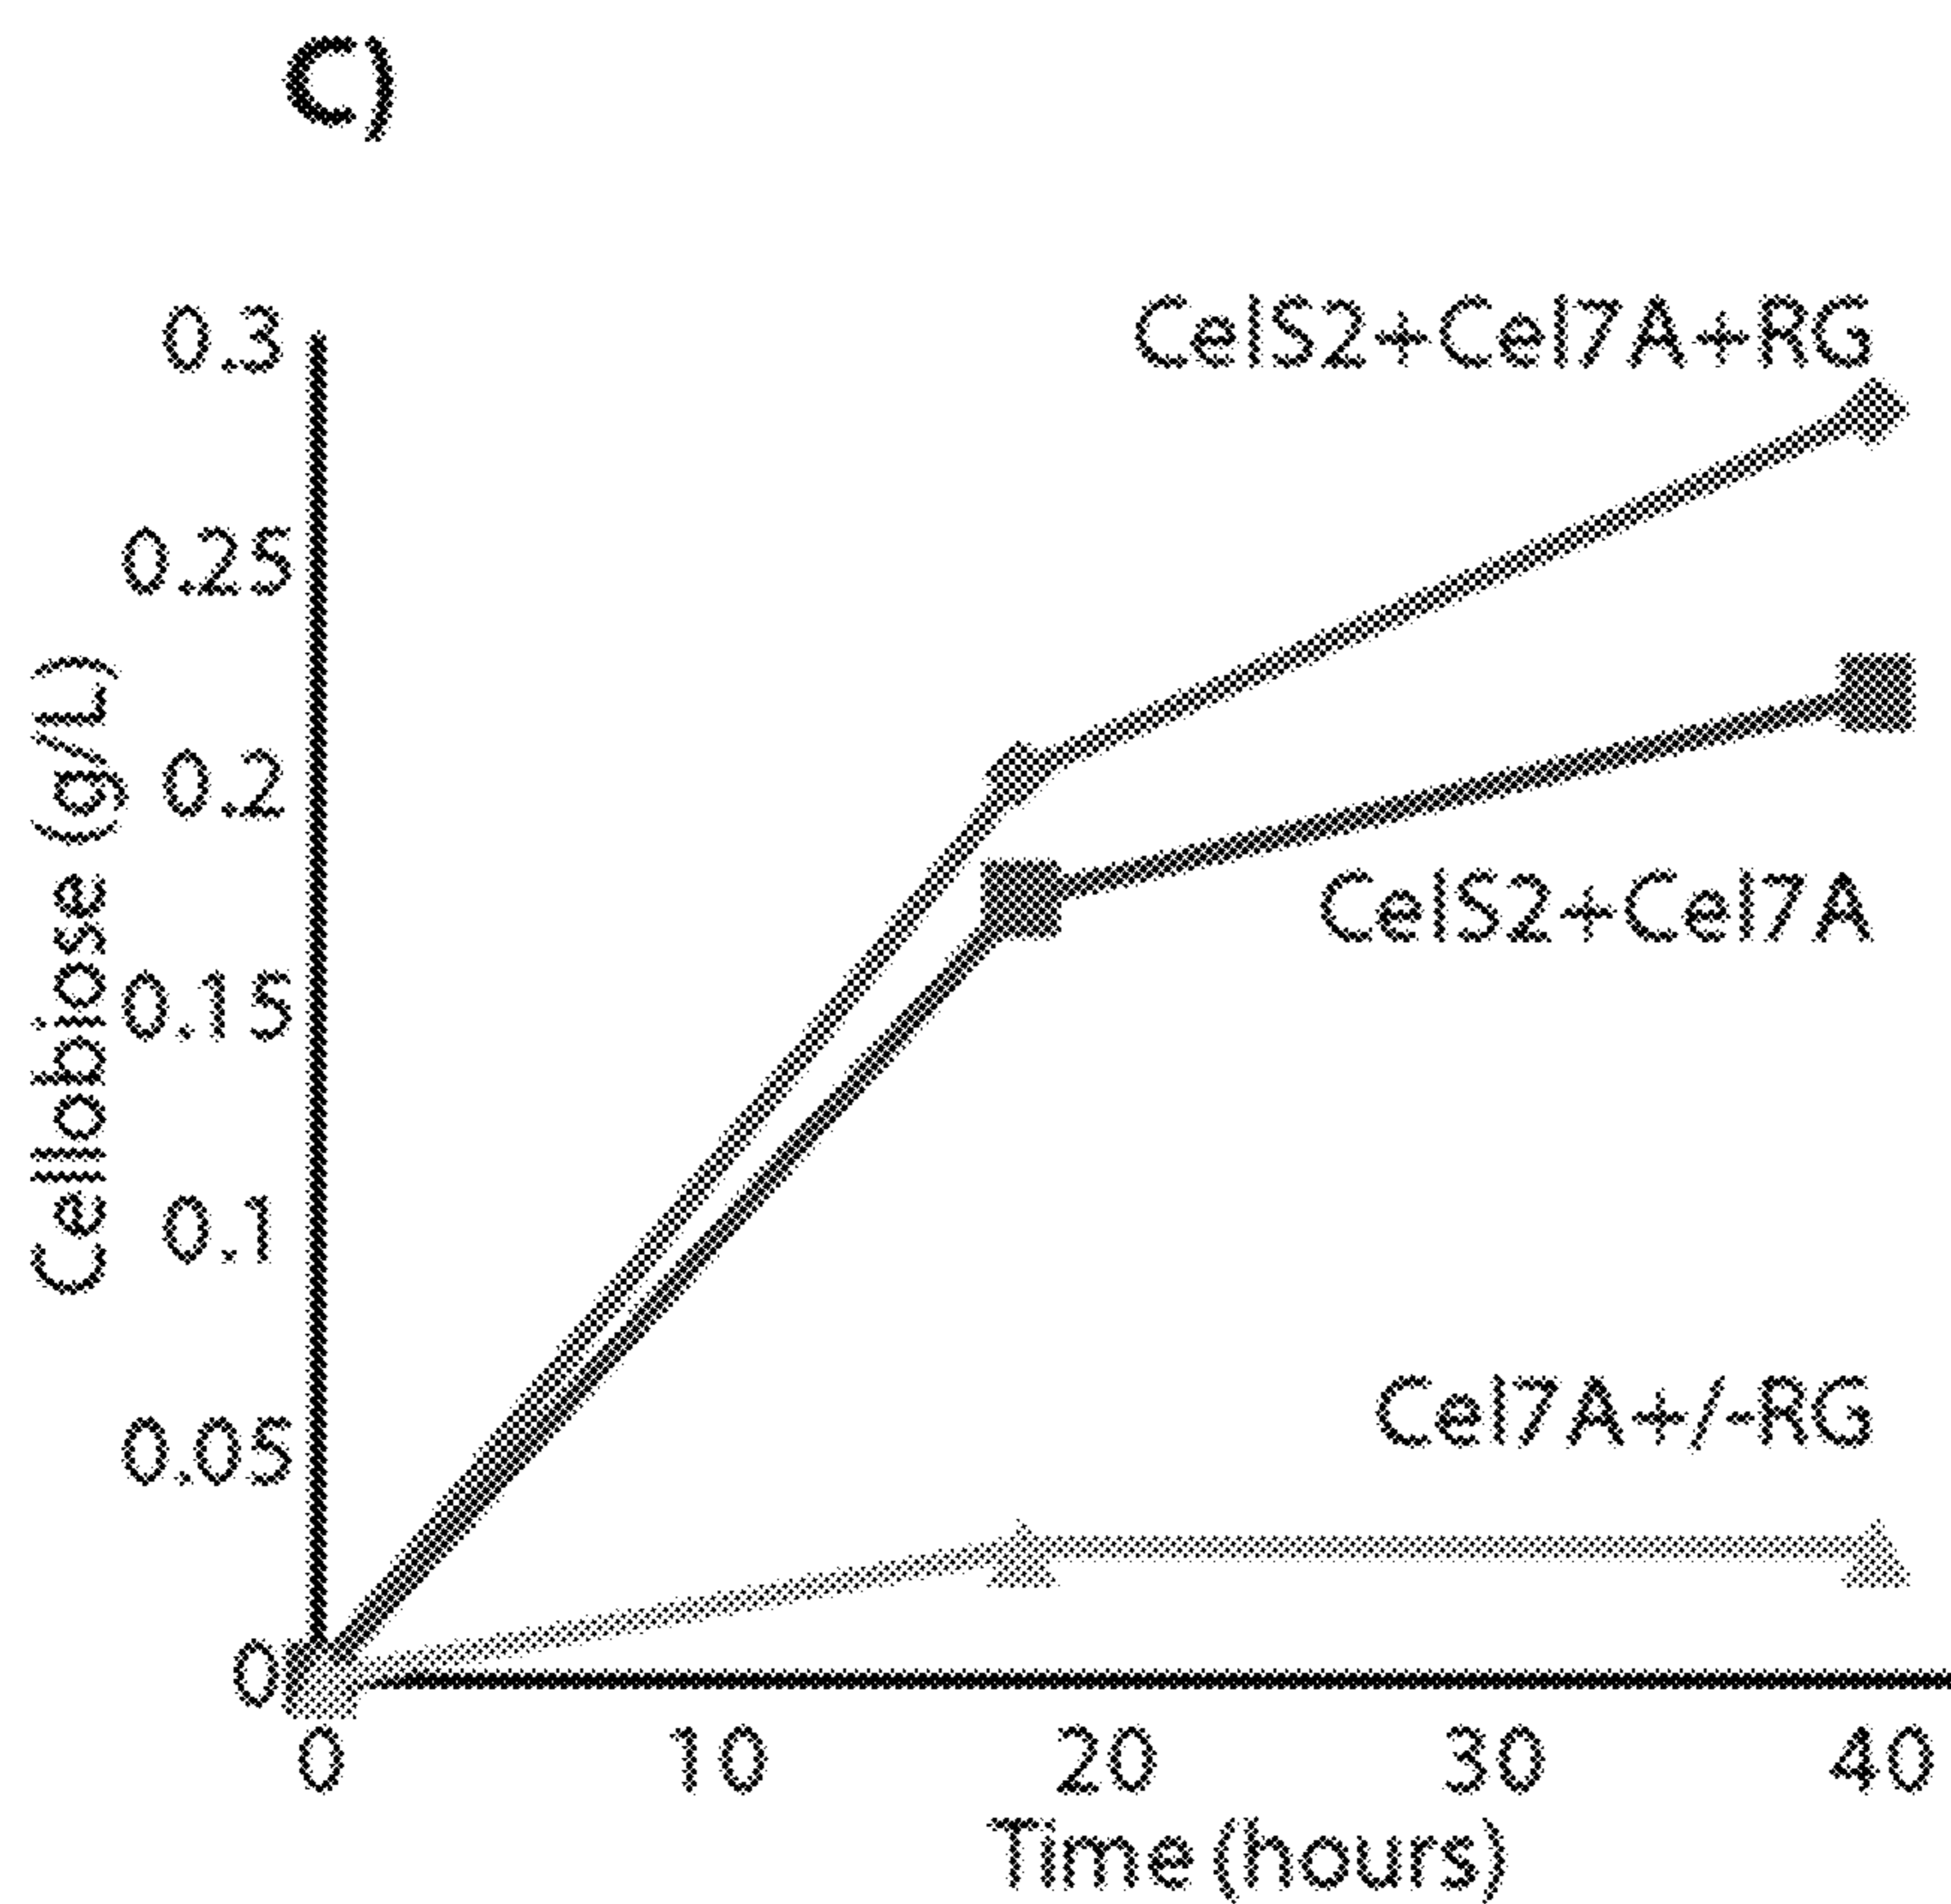 C)
0.3
0.25
0.2
0.15
0.1
0.05
0
Cellobiose (g/L)
CelS2+Cel7A+RG
CelS2+Cel7A
Cel7A+/-RG
0 10 20 30 40
Time (hours)